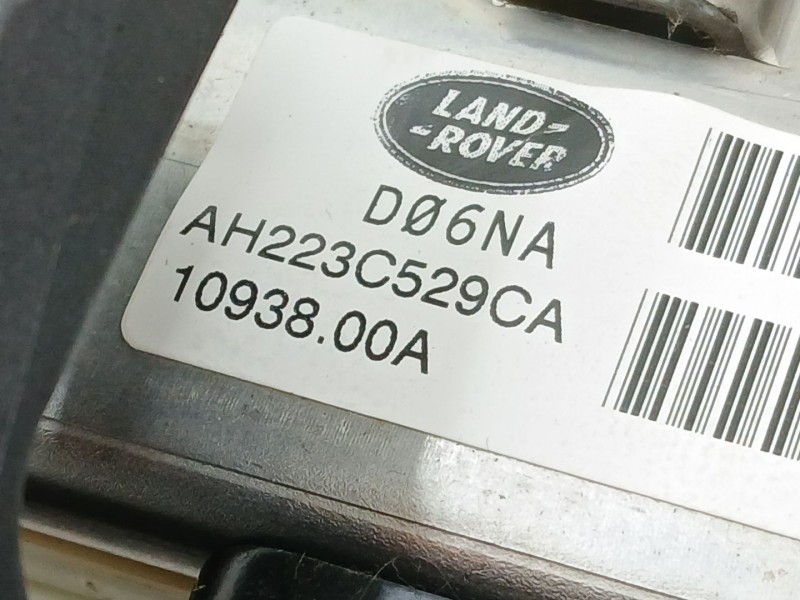 LAND-
-ROVER
DØ6NA
AH223C529CA
10938.00A